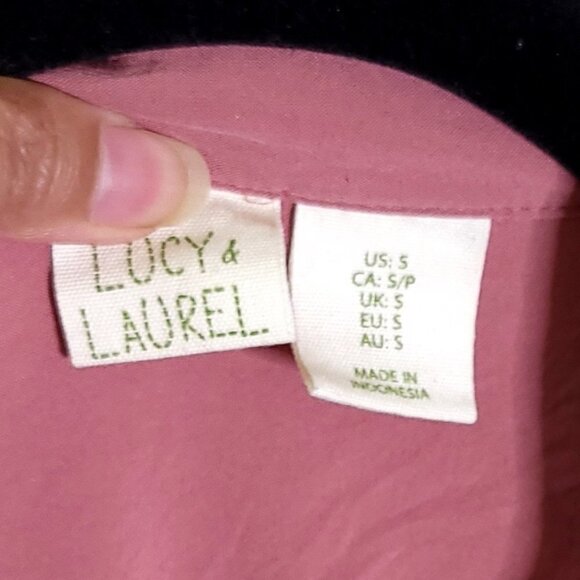 LUCY &
LAUREL
US: S
CA: S/P
UK: S
EU: S
AU: S
MADE IN
INDONESIA